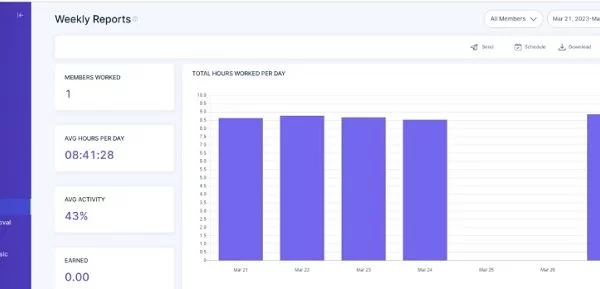 Weekly Reports
All Members
Mar 21, 2023-Ma
Send
Schedule
Download
MEMBERS WORKED
1
AVG HOURS PER DAY
08:41:28
AVG ACTIVITY
43%
EARNED
0.00
TOTAL HOURS WORKED PER DAY
10.0
9.5
9.0
8.5
8.0
7.5
7.0
6.5
6.0
5.5
5.0
4.5
4.0
3.5
3.0
2.5
2.0
1.5
1.0
0.5
0
Mar 21
Mar 22
Mar 23
Mar 24
Mar 25
Mar 26
oval
sic